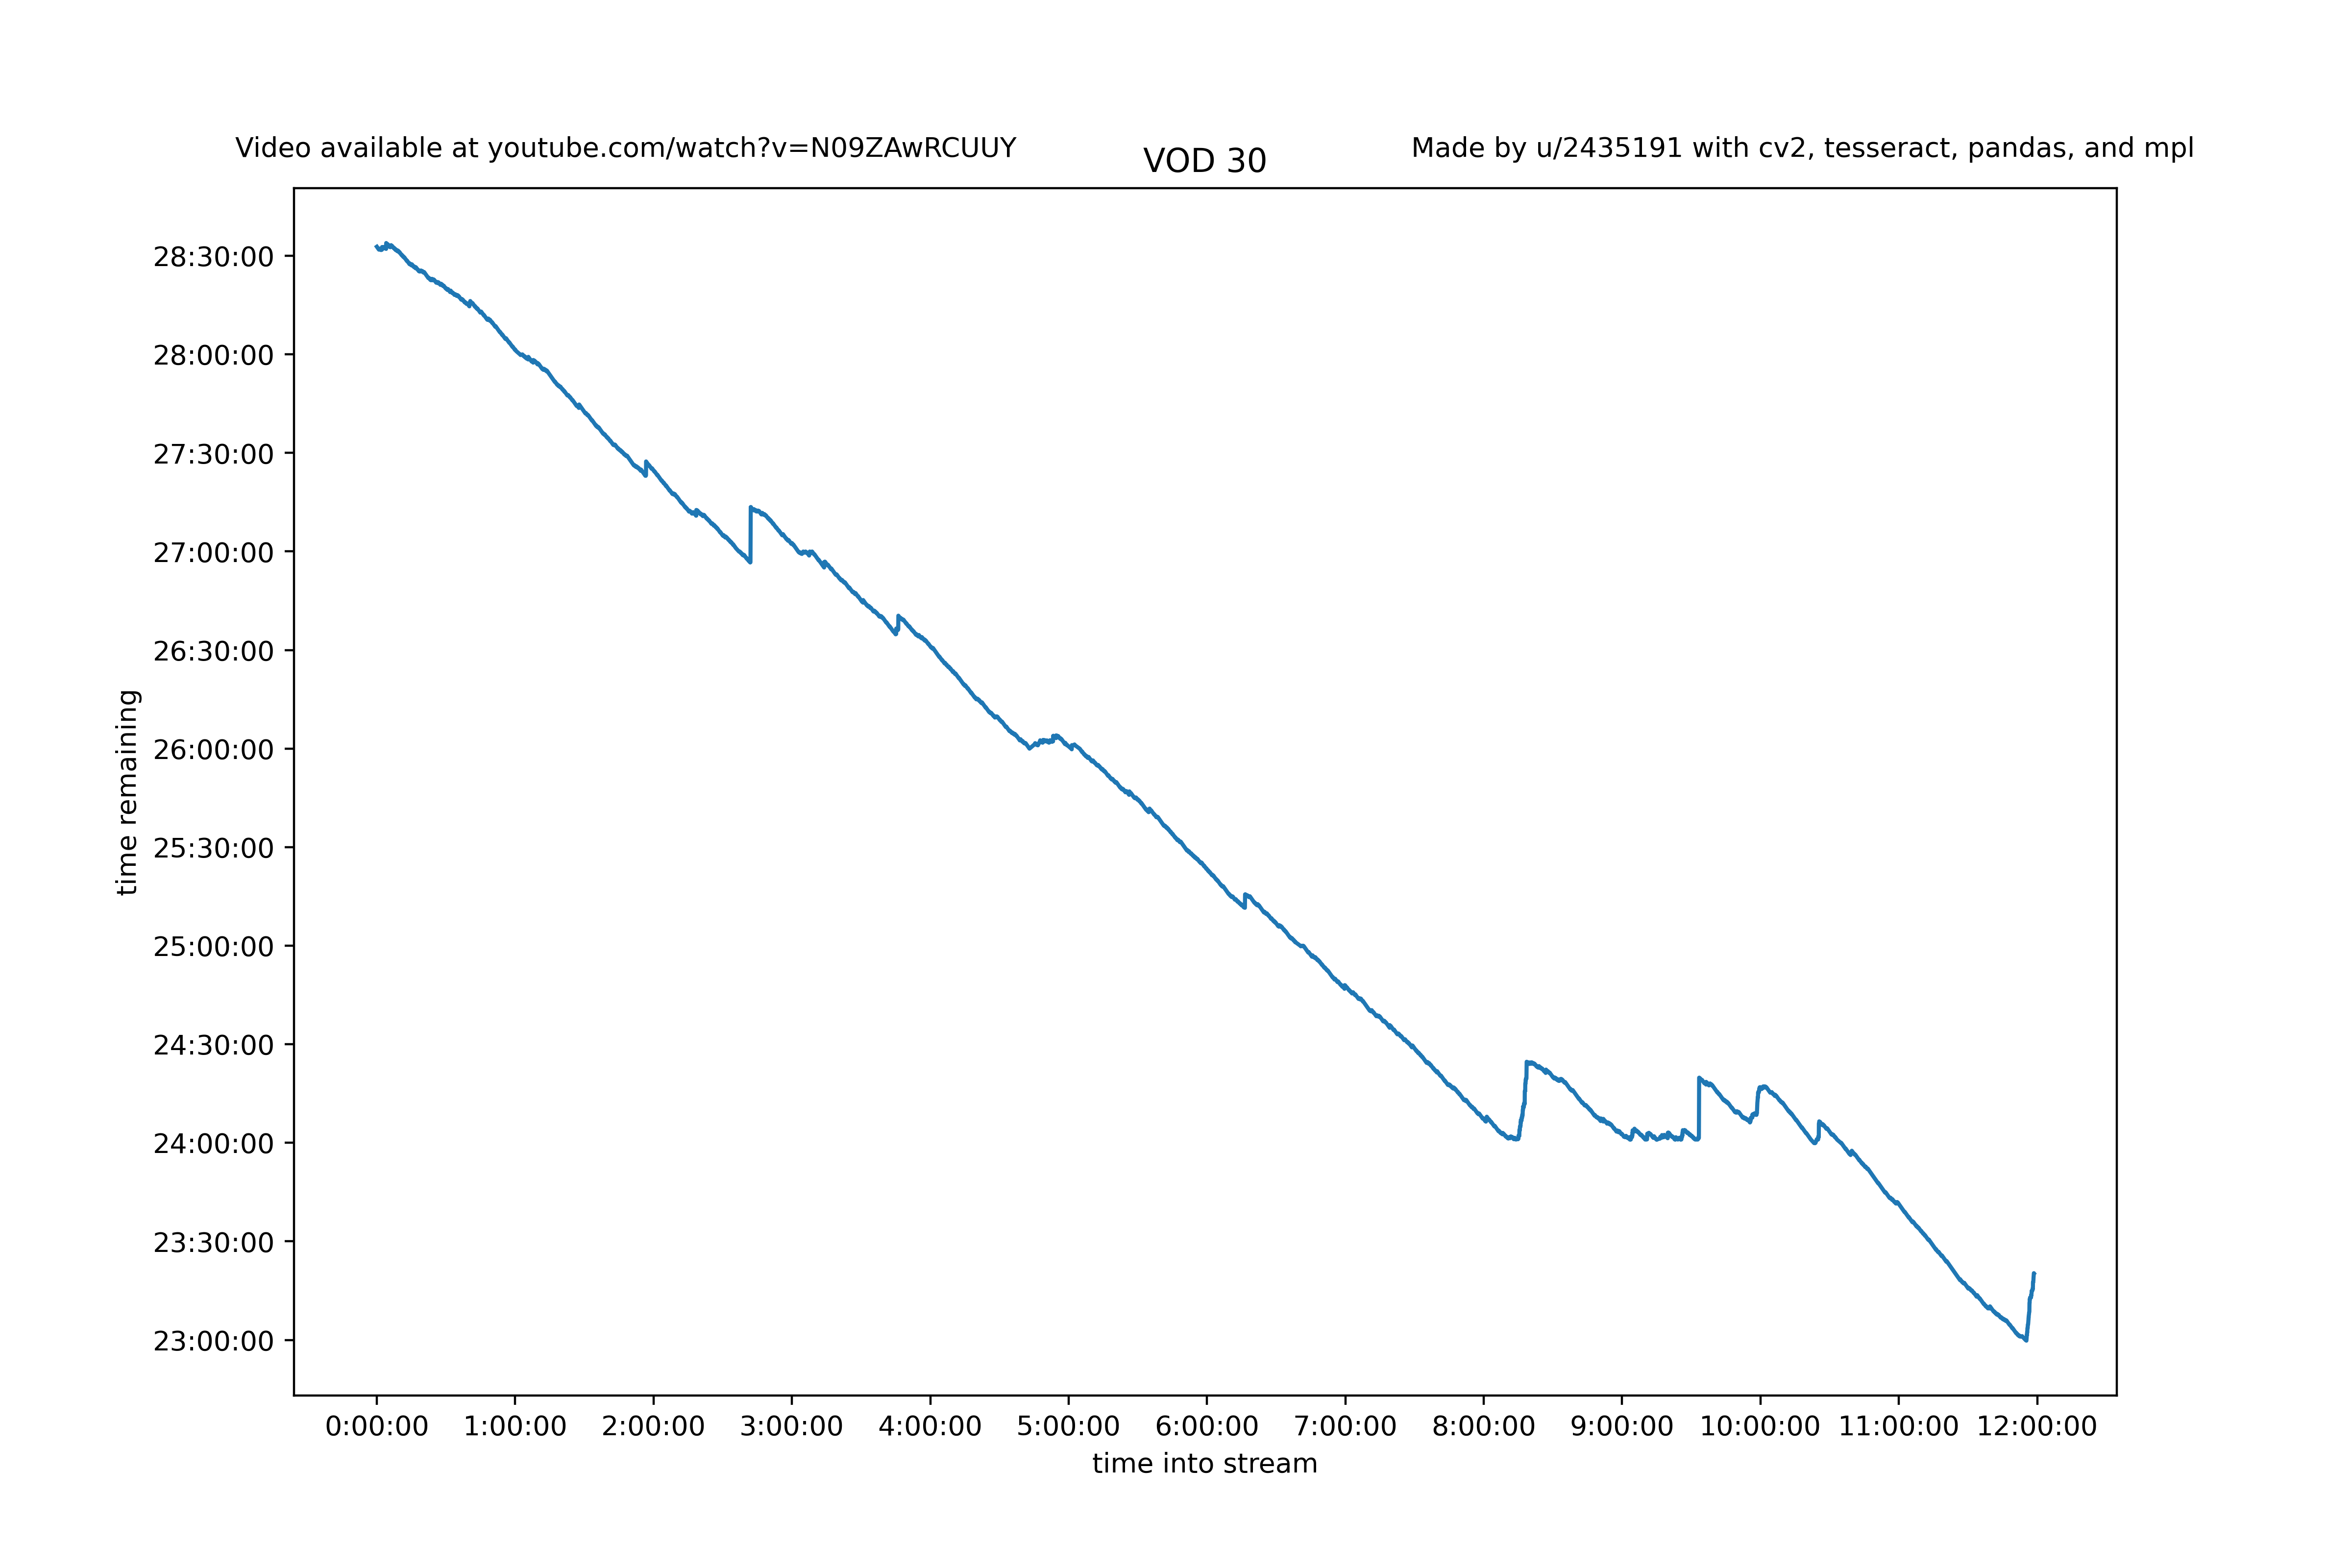 Video available at youtube.com/watch?v=N09ZAwRCUUY
VOD 30
Made by u/2435191 with cv2, tesseract, pandas, and mpl
28:30:00
28:00:00
27:30:00
27:00:00
26:30:00
26:00:00
25:30:00
25:00:00
24:30:00
24:00:00
23:30:00
23:00:00
time remaining
0:00:00 1:00:00 2:00:00 3:00:00 4:00:00 5:00:00 6:00:00 7:00:00 8:00:00 9:00:00 10:00:00 11:00:00 12:00:00
time into stream